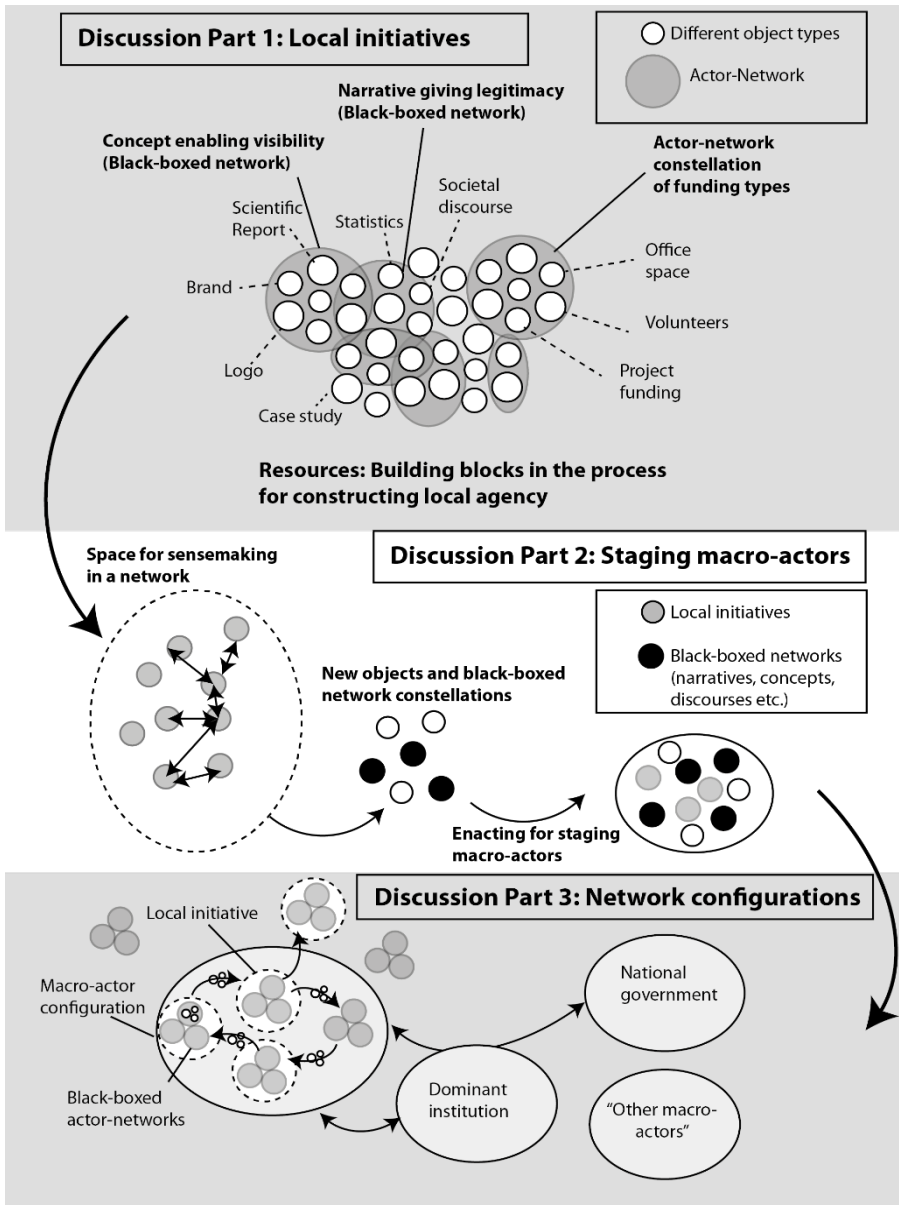 Discussion Part 1: Local initiatives
Different object types
Actor-Network
Narrative giving legitimacy
(Black-boxed network)
Concept enabling visibility
(Black-boxed network)
Actor-network
constellation
of funding types
Scientific
Report
Statistics
Societal
discourse
Brand
Office
space
Volunteers
Logo
Project
funding
Case study
Resources: Building blocks in the process
for constructing local agency
Discussion Part 2: Staging macro-actors
Space for sensemaking
in a network
Local initiatives
Black-boxed networks
(narratives, concepts,
discourses etc.)
New objects and black-boxed
network constellations
Enacting for staging
macro-actors
Discussion Part 3: Network configurations
Local initiative
Macro-actor
configuration
National
government
Black-boxed
actor-networks
Dominant
institution
“Other macro-
actors”